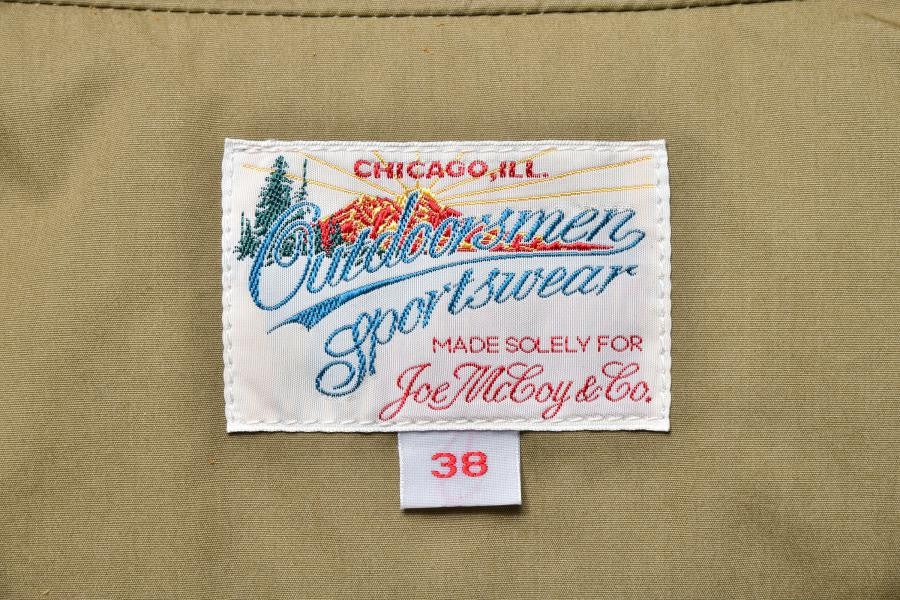 CHICAGO, ILL.
Outdoorsmen
Sportswear
MADE SOLELY FOR
Joe McCoy & Co.
38